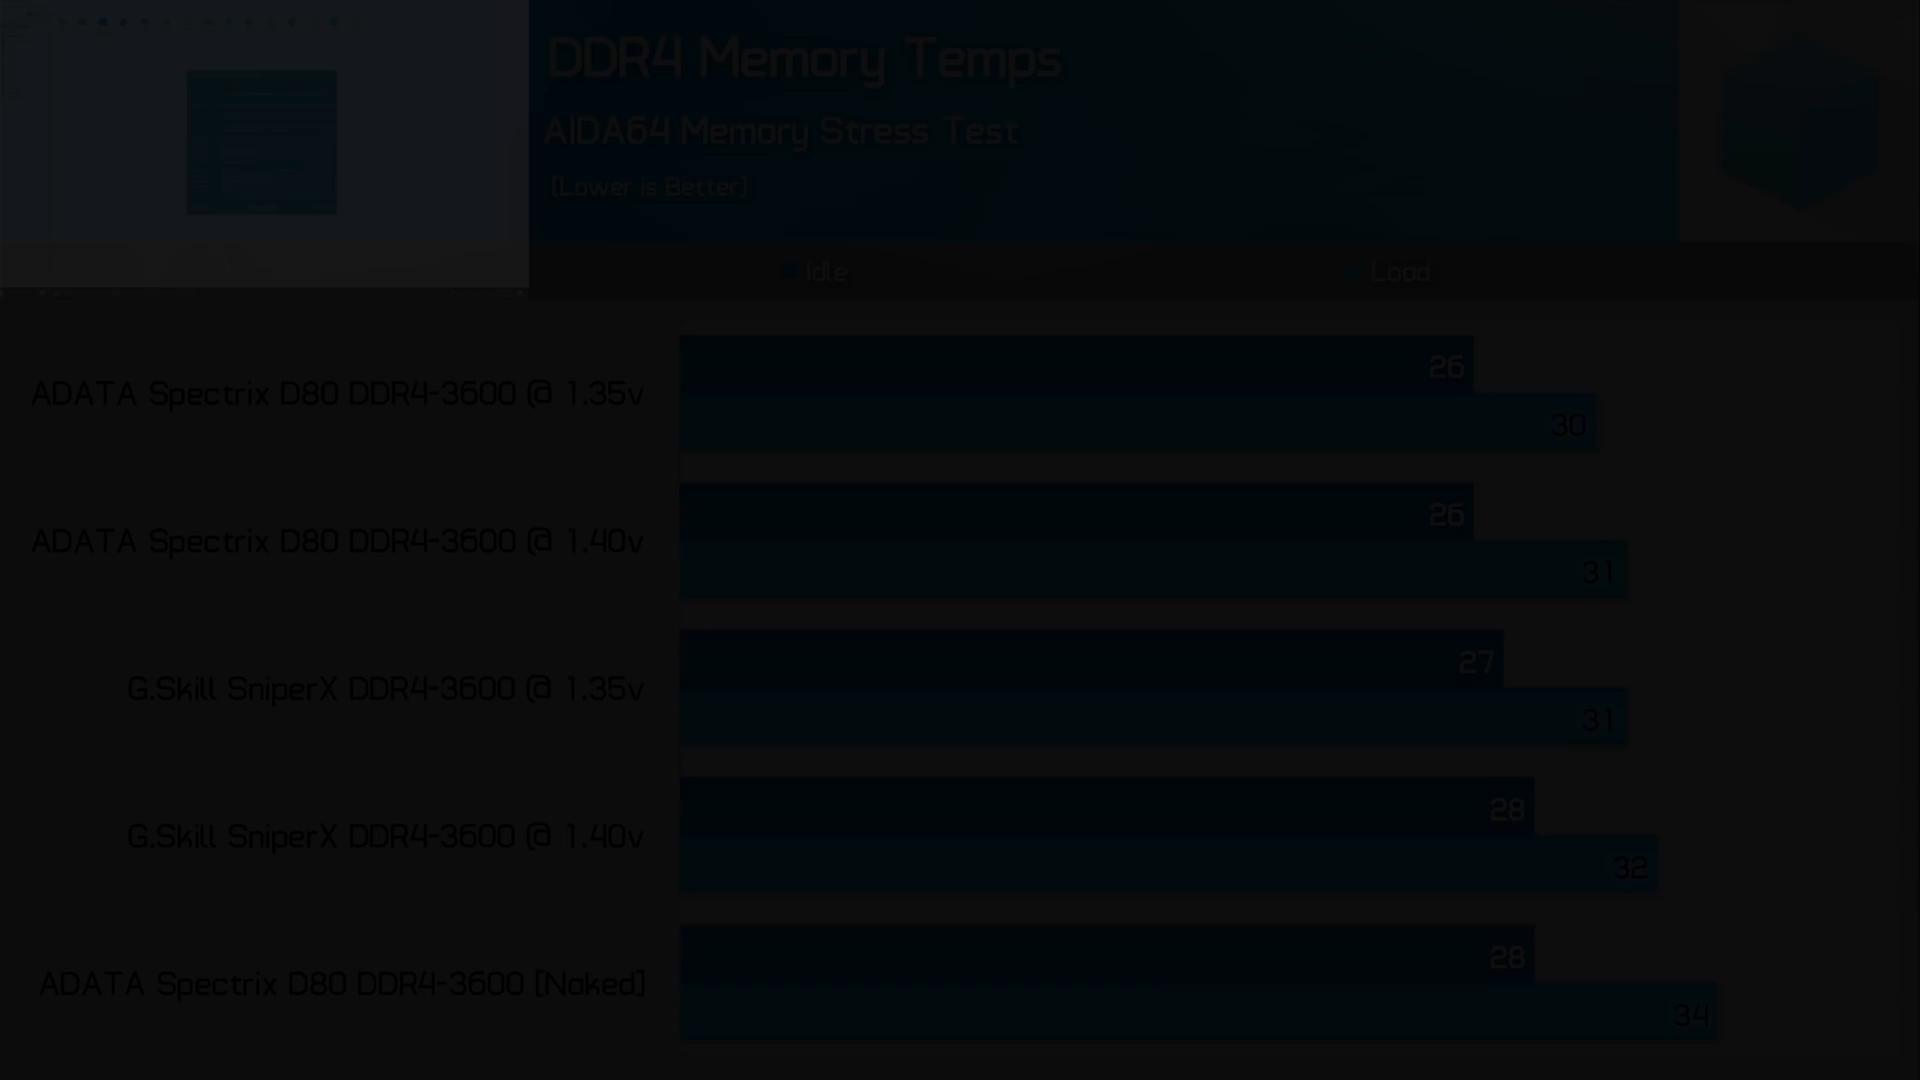 DDR4 Memory Temps
AIDA64 Memory Stress Test
[Lower is Better]
Idle
Load
ADATA Spectrix D80 DDR4-3600 @ 1.35v
26
30
ADATA Spectrix D80 DDR4-3600 @ 1.40v
26
31
G.Skill SniperX DDR4-3600 @ 1.35v
27
31
G.Skill SniperX DDR4-3600 @ 1.40v
28
32
ADATA Spectrix D80 DDR4-3600 [Naked]
28
34